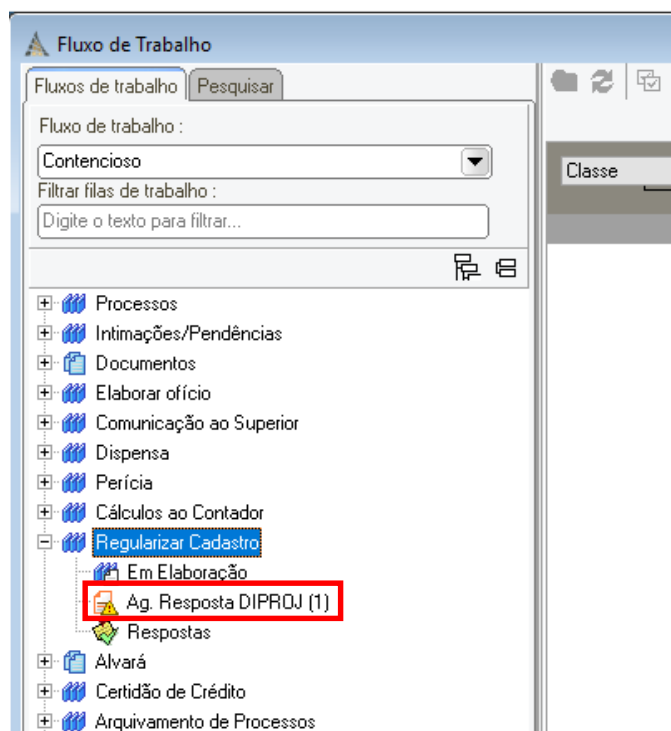 Fluxo de Trabalho
Fluxos de trabalho Pesquisar
Fluxo de trabalho :
Contencioso
Filtrar filas de trabalho :
Digite o texto para filtrar...
Classe
Processos
Intimações/Pendências
Documentos
Elaborar ofício
Comunicação ao Superior
Dispensa
Perícia
Cálculos ao Contador
Regularizar Cadastro
Em Elaboração
Ag. Resposta DIPROJ (1)
Respostas
Alvará
Certidão de Crédito
Arquivamento de Processos